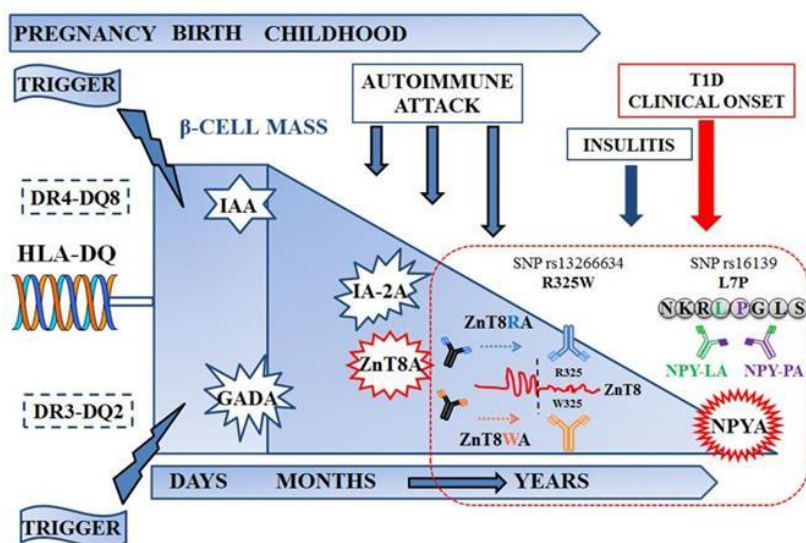 PREGNANCY BIRTH CHILDHOOD
TRIGGER
AUTOIMMUNE
ATTACK
T1D
CLINICAL ONSET
β-CELL MASS
INSULITIS
DR4-DQ8
IAA
HLA-DQ
IA-2A
SNP rs13266634
R325W
SNP rs16139
L7P
NKRLPGLS
ZnT8RA
R325
NPY-LA NPY-PA
ZnT8A
ZnT8
W325
GADA
DR3-DQ2
ZnT8WA
NPYA
DAYS MONTHS YEARS
TRIGGER